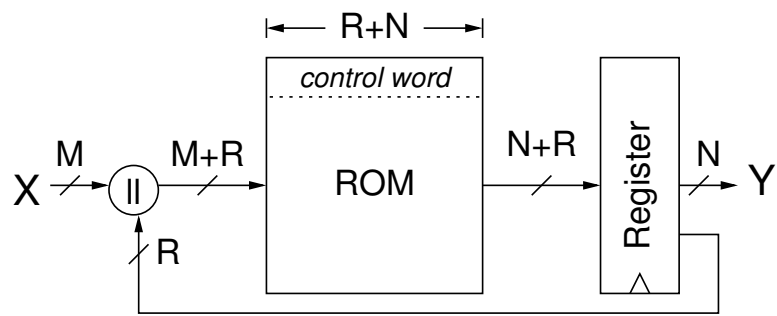 R+N
control word
M
M+R
N+R
N
X
||
ROM
Register
Y
R